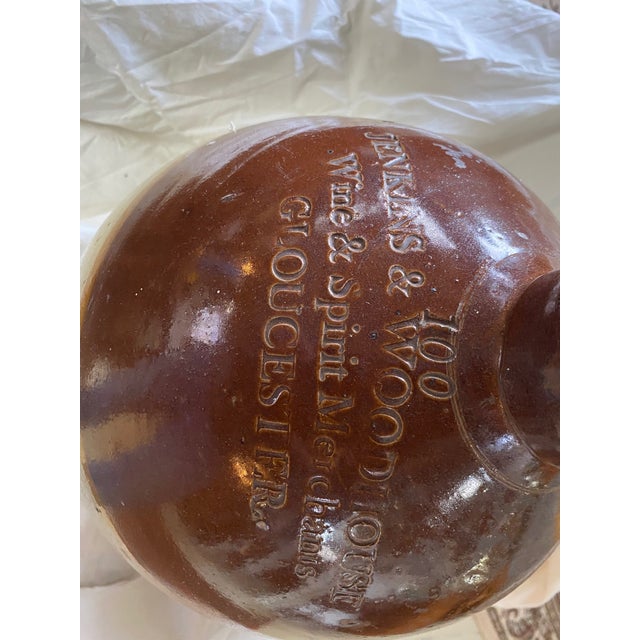 100
JENKINS & WOODHOUSE
Wine & Spirit Merchants
GLOUCESTER.